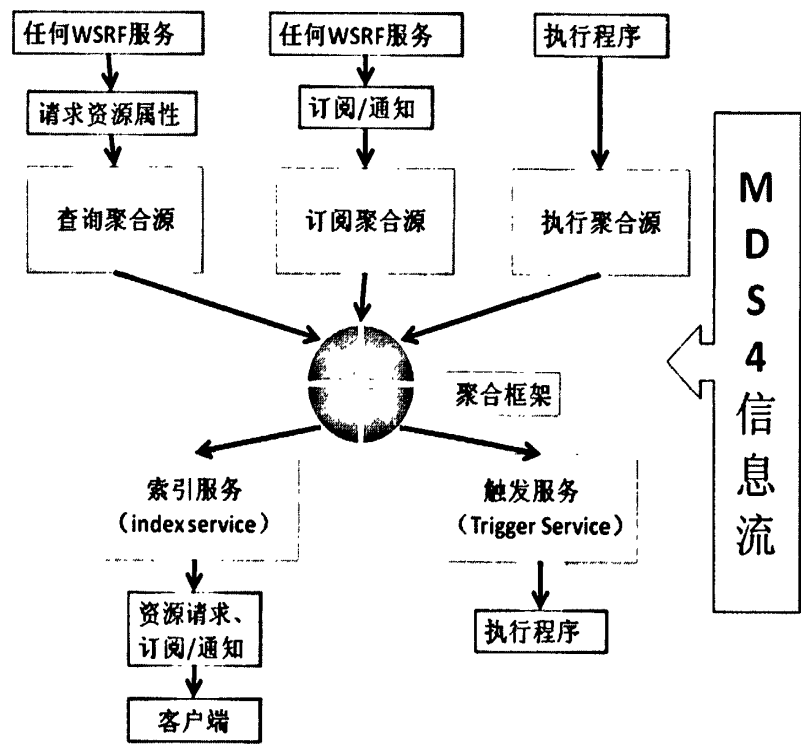 任何WSRF服务
任何WSRF服务
执行程序
请求资源属性
订阅/通知
查询聚合源
订阅聚合源
执行聚合源
聚合框架
索引服务
（index service）
触发服务
（Trigger Service）
资源请求、
订阅/通知
执行程序
客户端
MDS4信息流